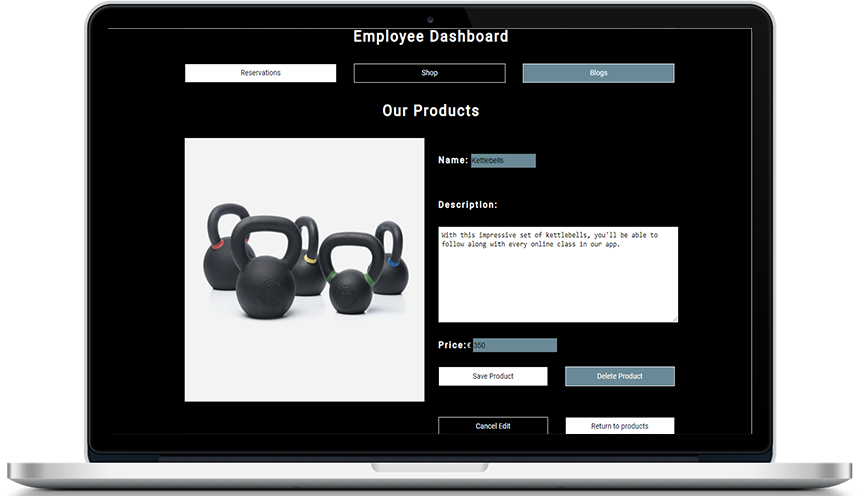 Employee Dashboard
Reservations
Shop
Blogs
Our Products
Name: Kettlebells
Description:
With this impressive set of kettlebells, you'll be able to
follow along with every online class in our app.
Price:€ 350
Save Product
Delete Product
Cancel Edit
Return to products